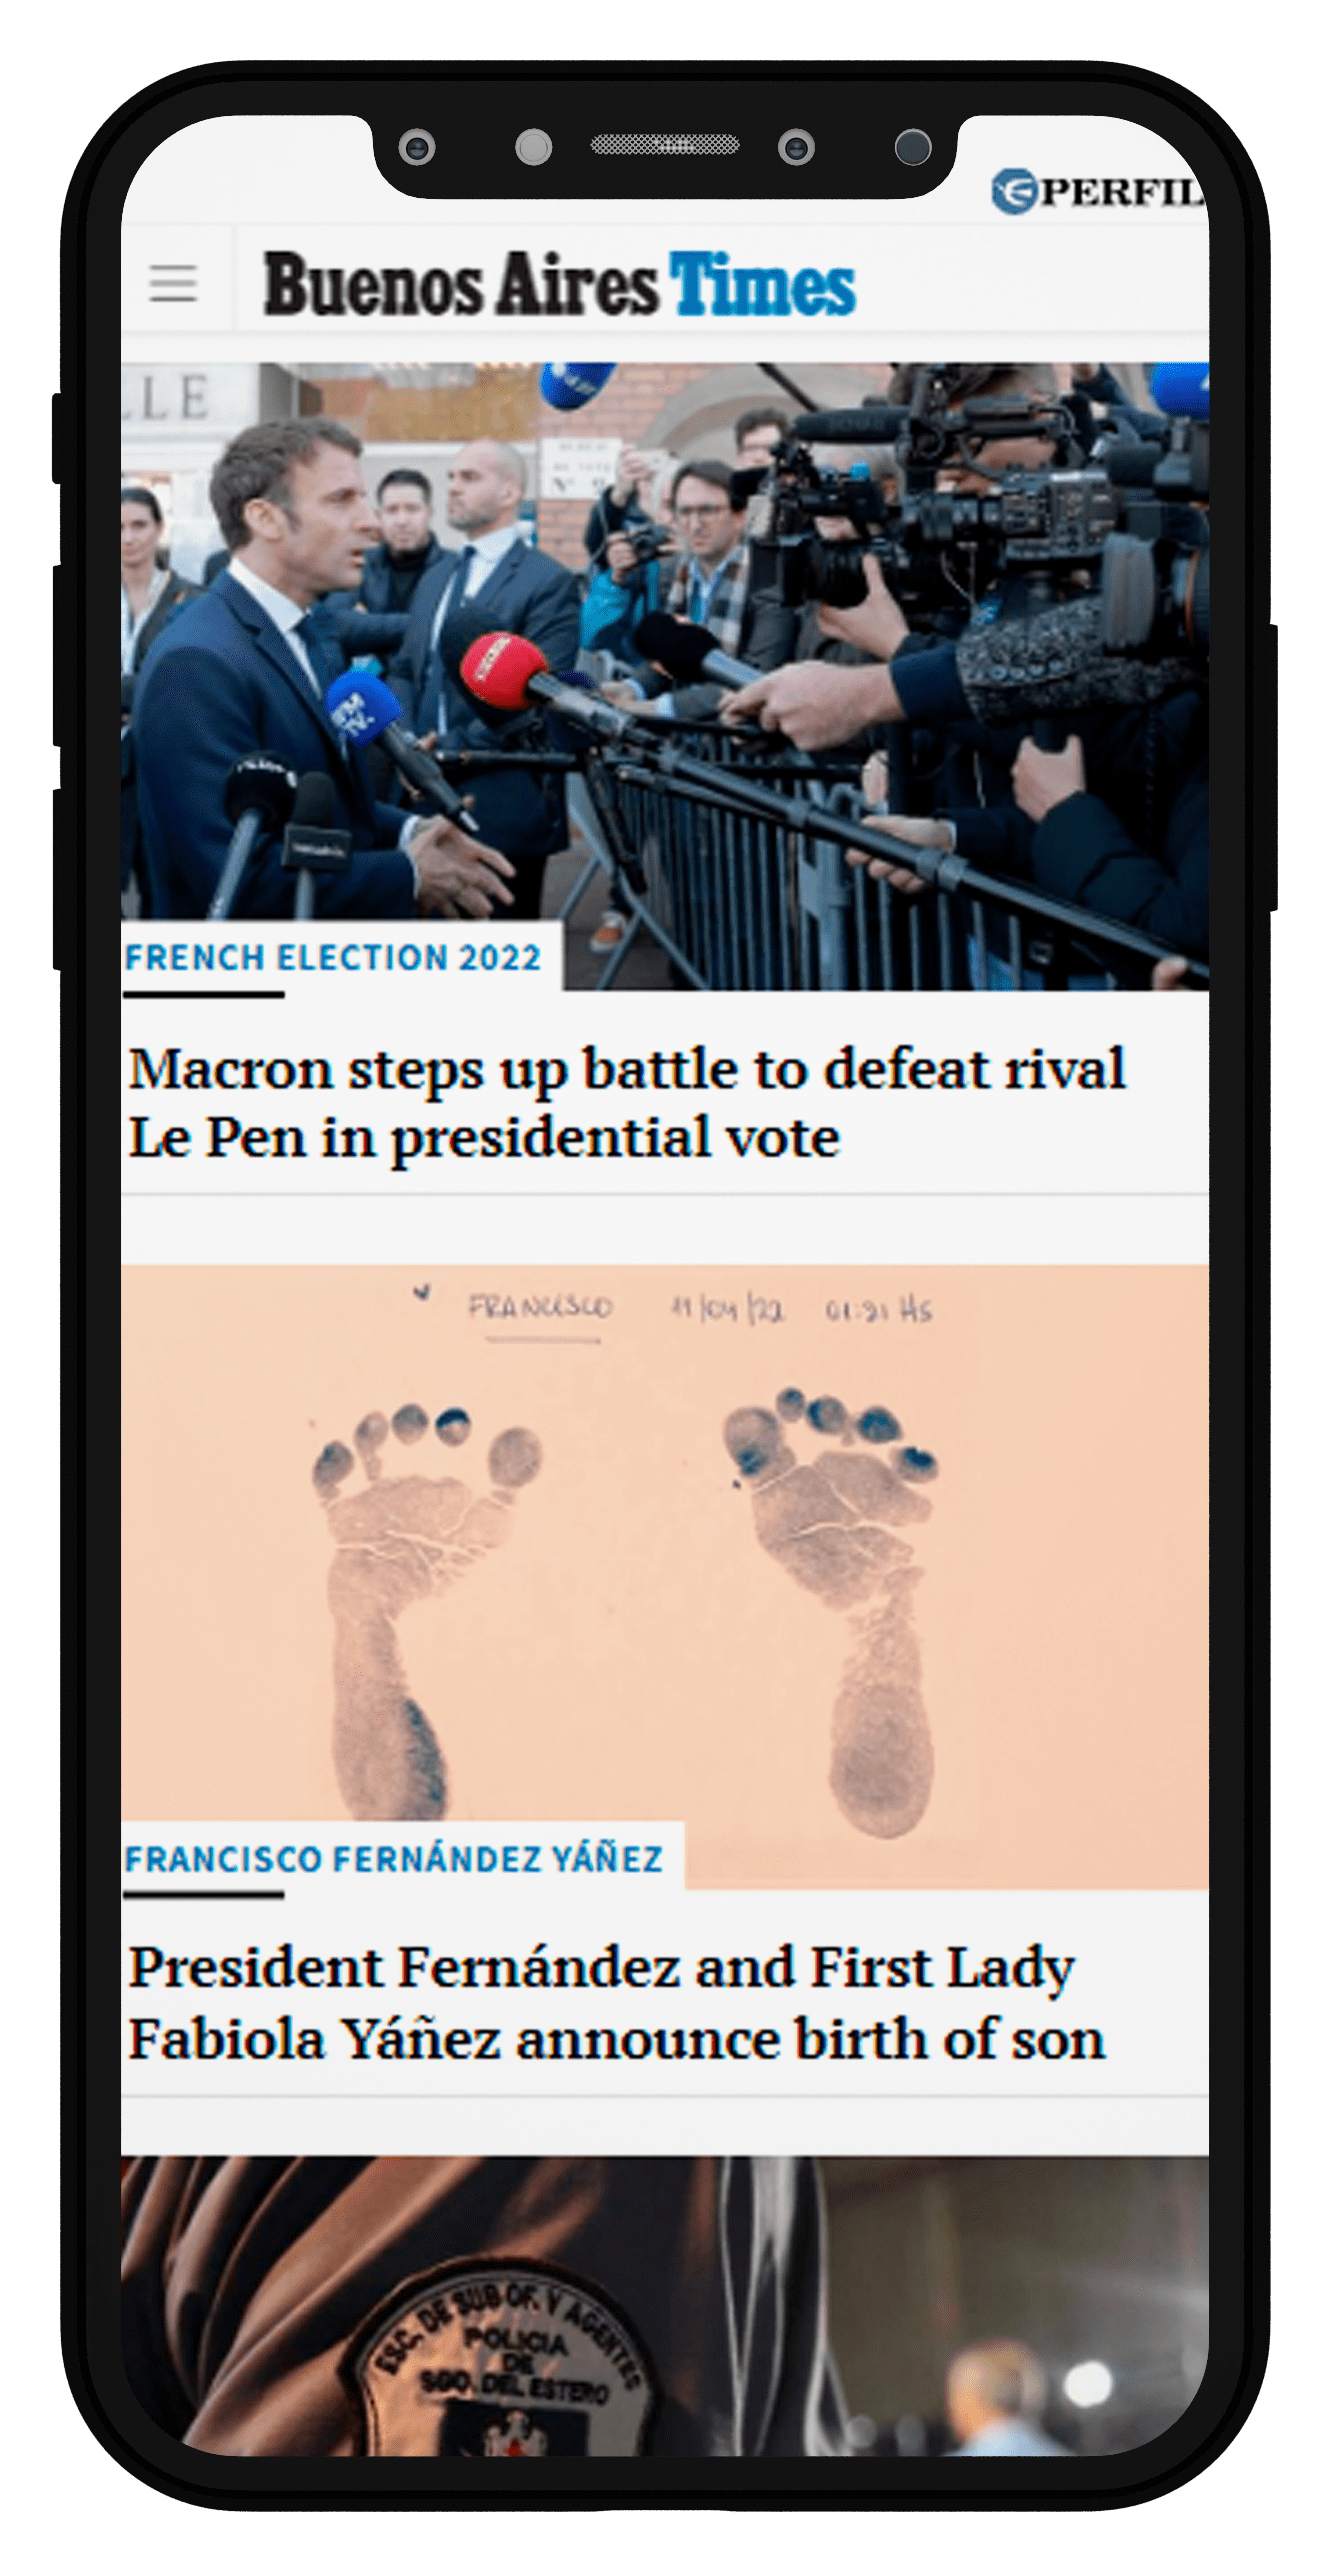 PERFIL
Buenos Aires Times
LLE
BFM
TV.
FRENCH ELECTION 2022
Macron steps up battle to defeat rival
Le Pen in presidential vote
FRANCISCO 11/04/22 01:21 HS
FRANCISCO FERNÁNDEZ YÁÑEZ
President Fernández and First Lady
Fabiola Yáñez announce birth of son
ESC. DE SUB OF. Y AGENTES
POLICIA
DE
SGO. DEL ESTERO